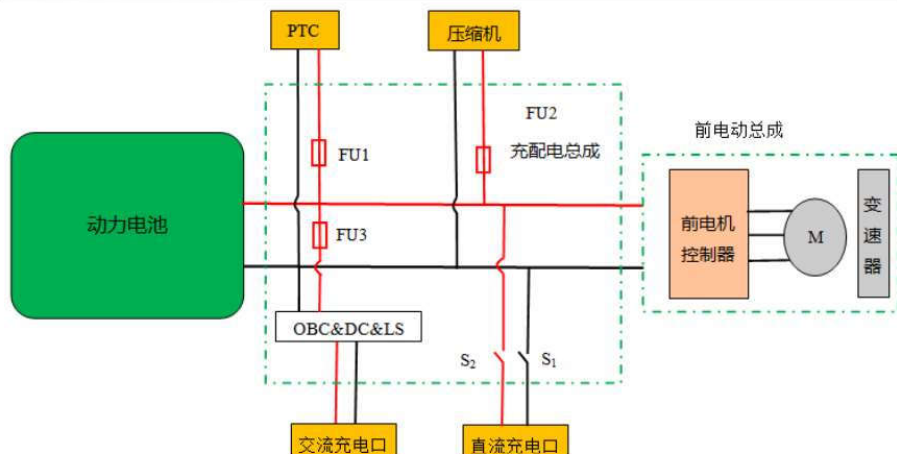 PTC
压缩机
FU2
充配电总成
FU1
前电动总成
动力电池
FU3
前电机
控制器
M
变
速
器
OBC&DC&LS
S2
S1
交流充电口
直流充电口